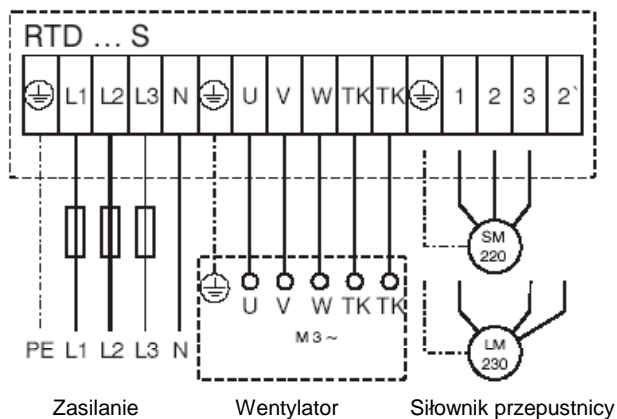 RTD ... S
L1 L2 L3 N U V W TK TK 1 2 3 2`
SM
220
U V W TK TK
M 3 ~
LM
230
PE L1 L2 L3 N
Zasilanie Wentylator Siłownik przepustnicy